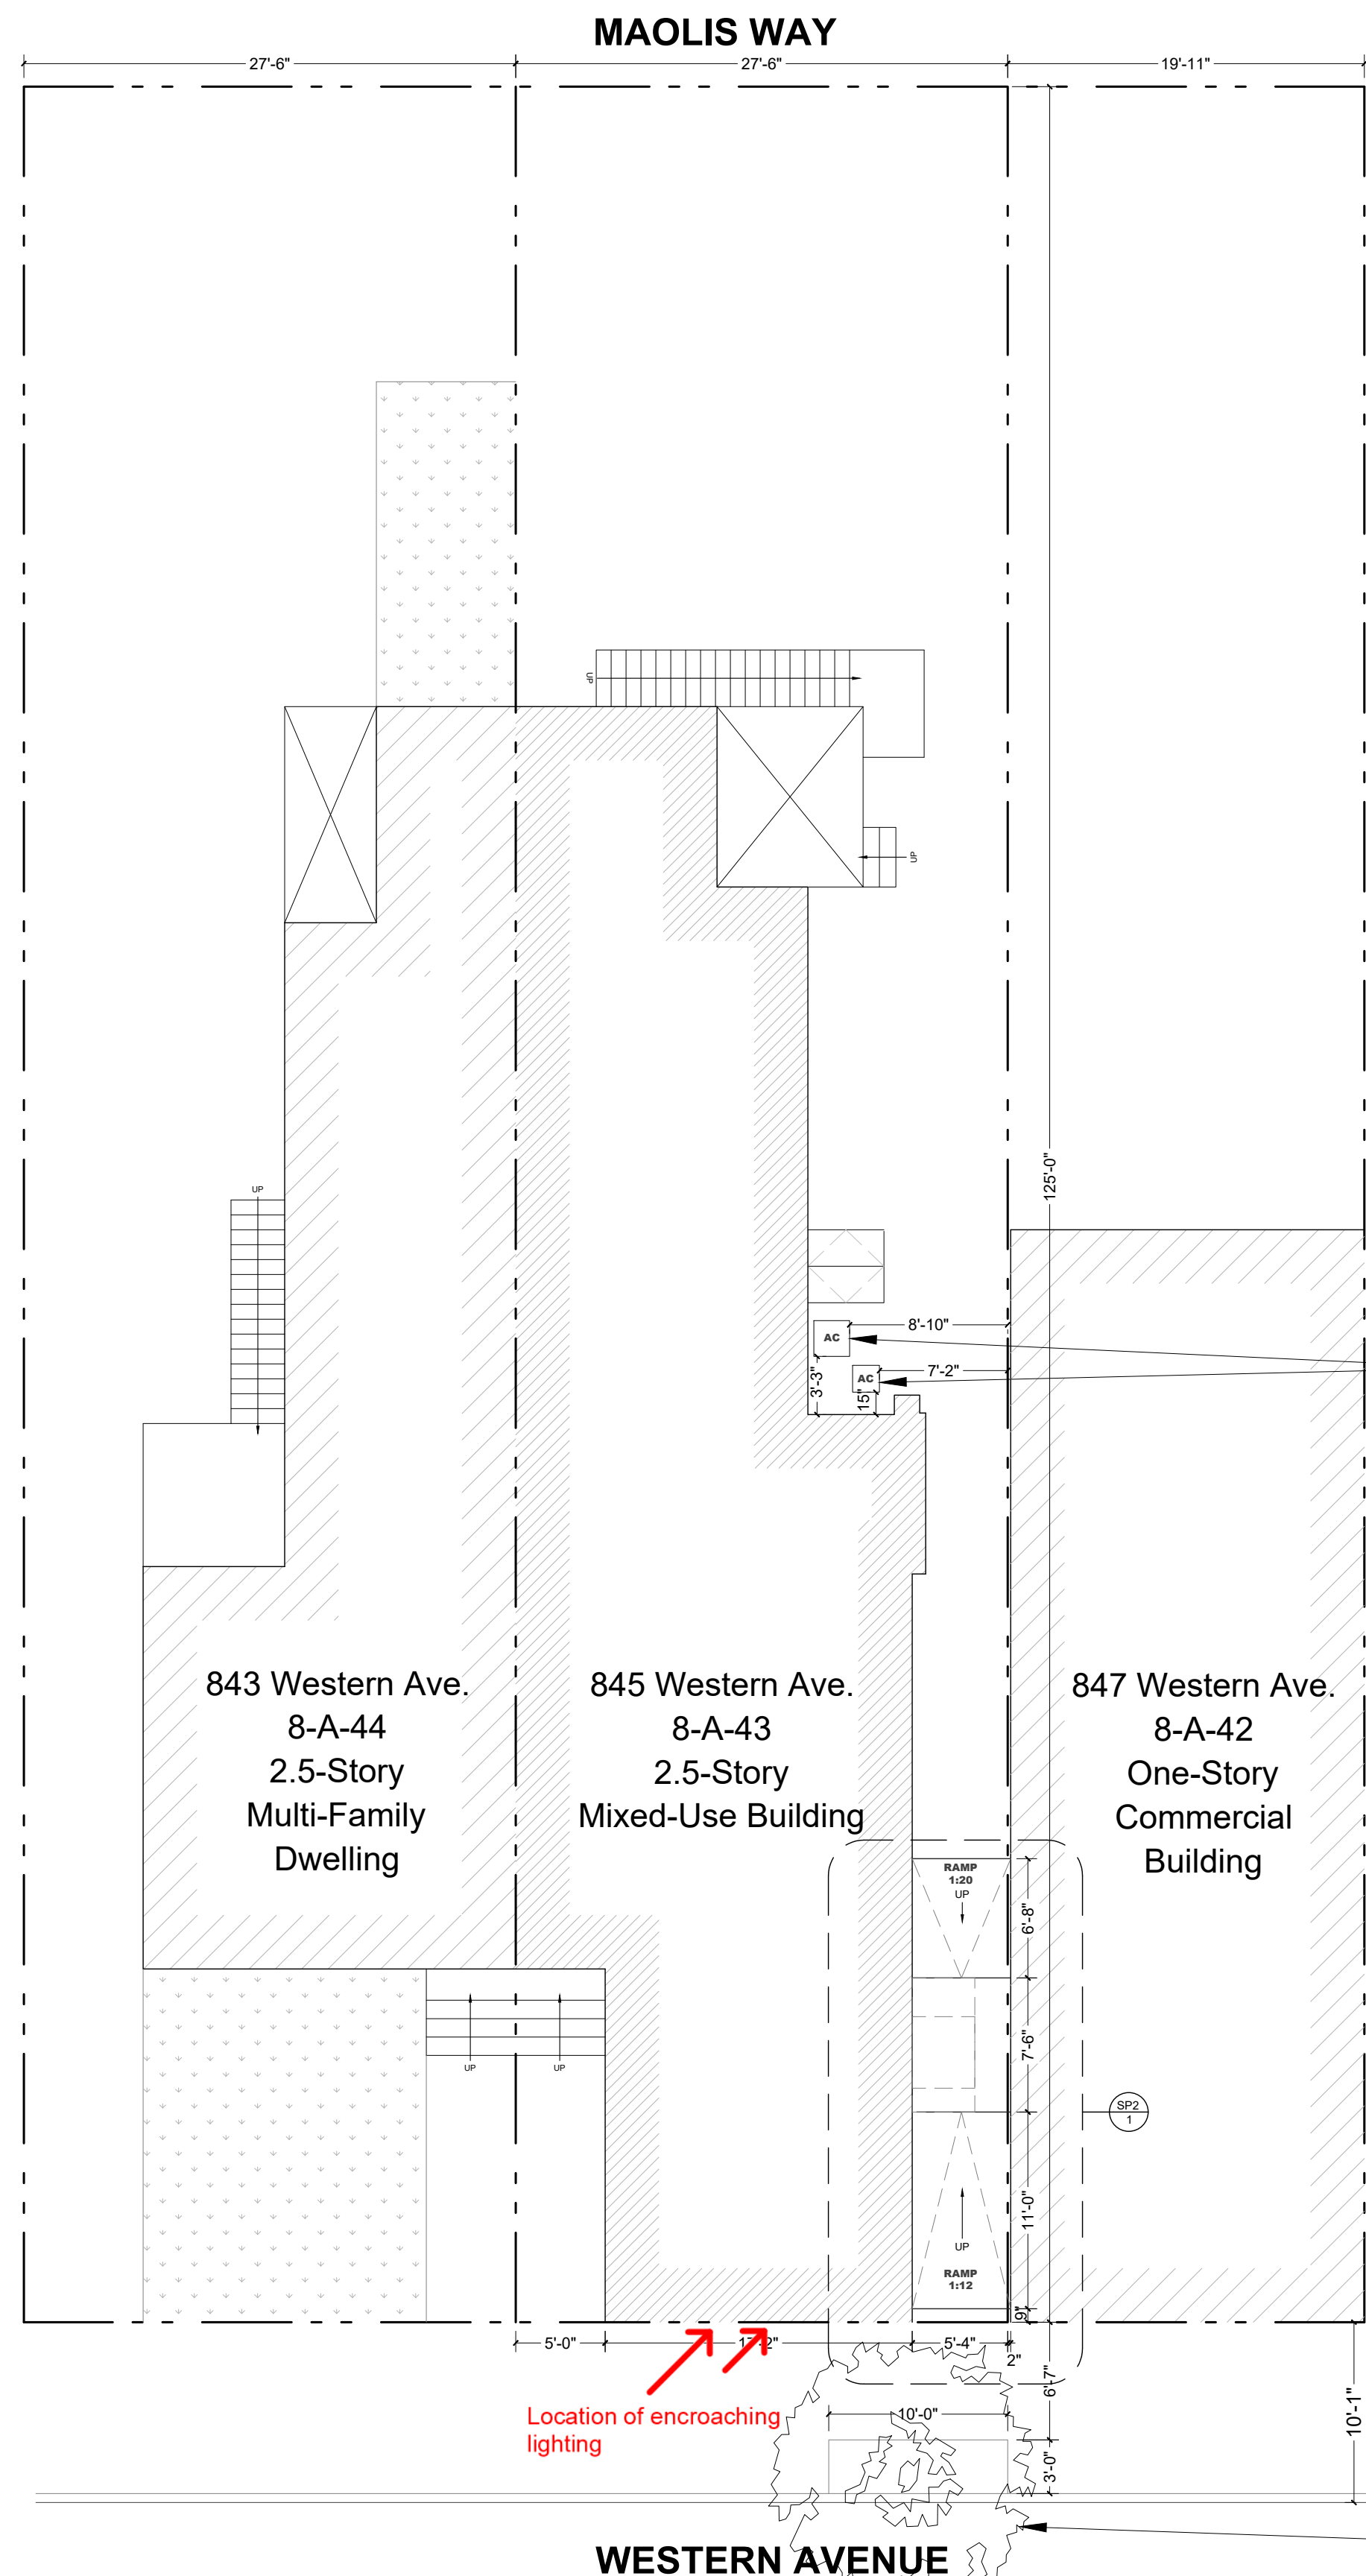 MAOLIS WAY
27'-6"
27'-6"
19'-11"
UP
UP
125'-0"
UP
8'-10"
AC
7'-2"
AC
3'-3"
15"
843 Western Ave.
8-A-44
2.5-Story
Multi-Family
Dwelling
845 Western Ave.
8-A-43
2.5-Story
Mixed-Use Building
847 Western Ave.
8-A-42
One-Story
Commercial
Building
RAMP
1:20
UP
6'-8"
7'-6"
UP
UP
SP2
1
11'-0"
UP
RAMP
1:12
9"
5'-0"
17'-2"
5'-4"
2"
6'-7"
10'-1"
Location of encroaching
lighting
10'-0"
3'-0"
WESTERN AVENUE